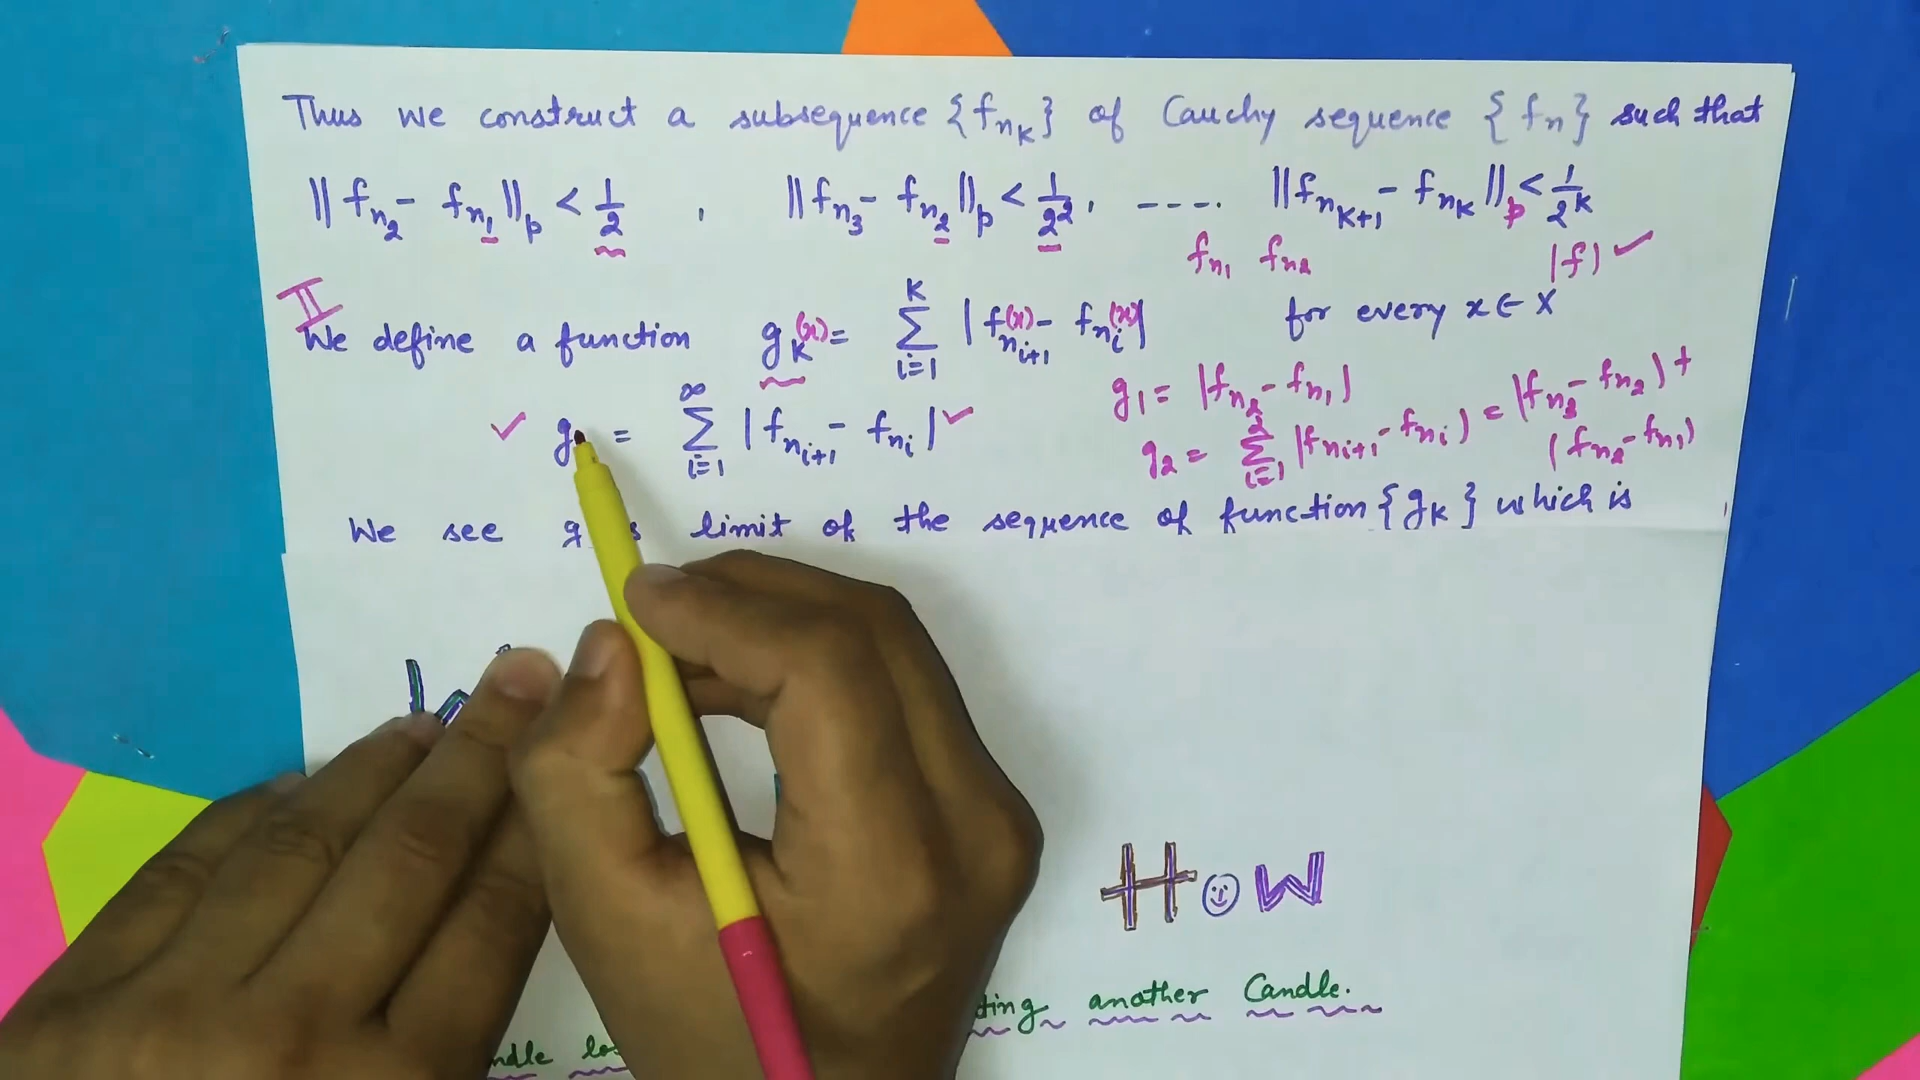 Thus we construct a subsequence {f_{n_k}} of Cauchy sequence {f_n} such that
||f_{n_2} - f_{n_1}||_p < 1/2 , ||f_{n_3} - f_{n_2}||_p < 1/2^2, ----. ||f_{n_{k+1}} - f_{n_k}||_p < 1/2^k
f_{n_1} f_{n_2} |f| ✓
II
We define a function g_k(x) = Σ_{i=1}^{k} |f_{n_{i+1}}(x) - f_{n_i}(x)| for every x ∈ X
g_1 = |f_{n_2} - f_{n_1}|
✓ g = Σ_{i=1}^{∞} |f_{n_{i+1}} - f_{n_i}| ✓
g_2 = Σ_{i=1}^{2} |f_{n_{i+1}} - f_{n_i}| = |f_{n_3} - f_{n_2}| +
|f_{n_2} - f_{n_1}|
We see g limit of the sequence of function {g_k} which is
HOW
another Candle.